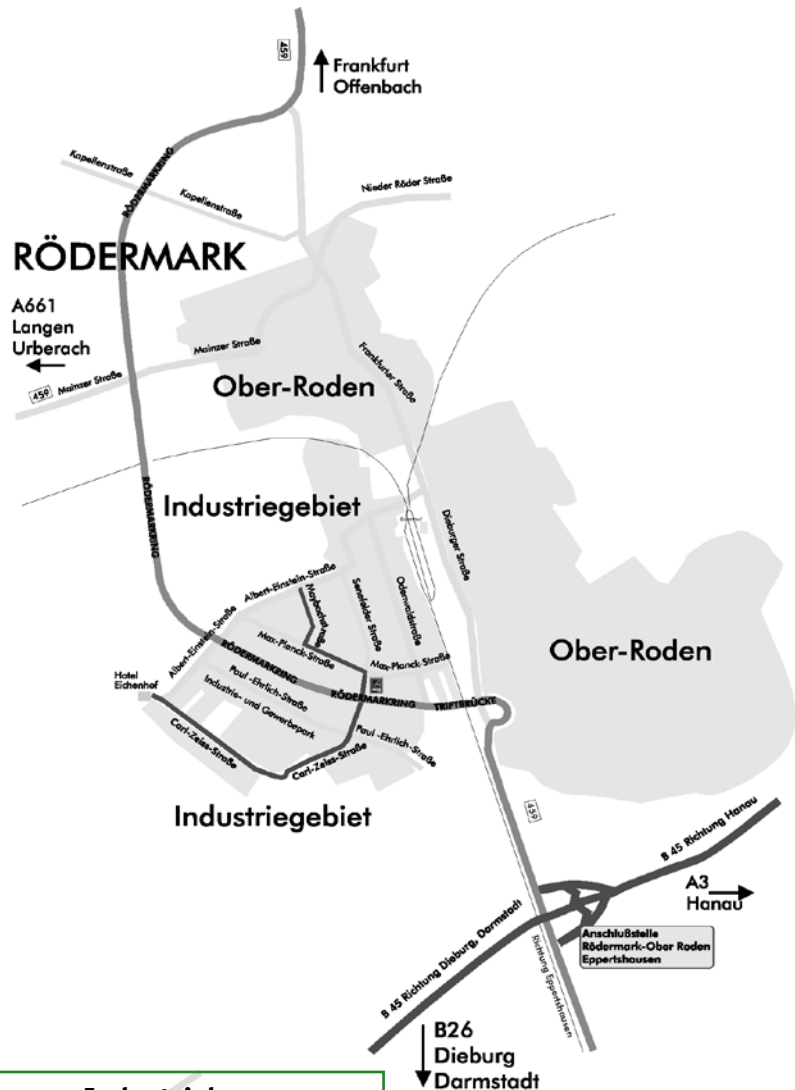 459
Frankfurt
Offenbach
Kapellenstraße
RÖDERMARKRING
Kapellenstraße
Nieder Röder Straße
RÖDERMARK
A661
Langen
Urberach
Mainzer Straße
459
Mainzer Straße
Frankfurter Straße
Ober-Roden
RÖDERMARKRING
Industriegebiet
Dieburger Straße
Albert-Einstein-Straße
Maybachstraße
Senefelder Straße
Odenwaldstraße
Albert-Einstein-Straße
Max-Planck-Straße
Max-Planck-Straße
Ober-Roden
RÖDERMARKRING
Hotel
Eichenhof
Paul -Ehrlich-Straße
Industrie- und Gewerbepark
RÖDERMARKRING
TRIFTBRÜCKE
Carl-Zeiss-Straße
Carl-Zeiss-Straße
Paul -Ehrlich-Straße
Industriegebiet
459
B 45 Richtung Hanau
A3
Hanau
Anschlußstelle
Rödermark-Ober Roden
Eppertshausen
B 45 Richtung Dieburg, Darmstadt
Richtung Eppertshausen
B26
Dieburg
Darmstadt